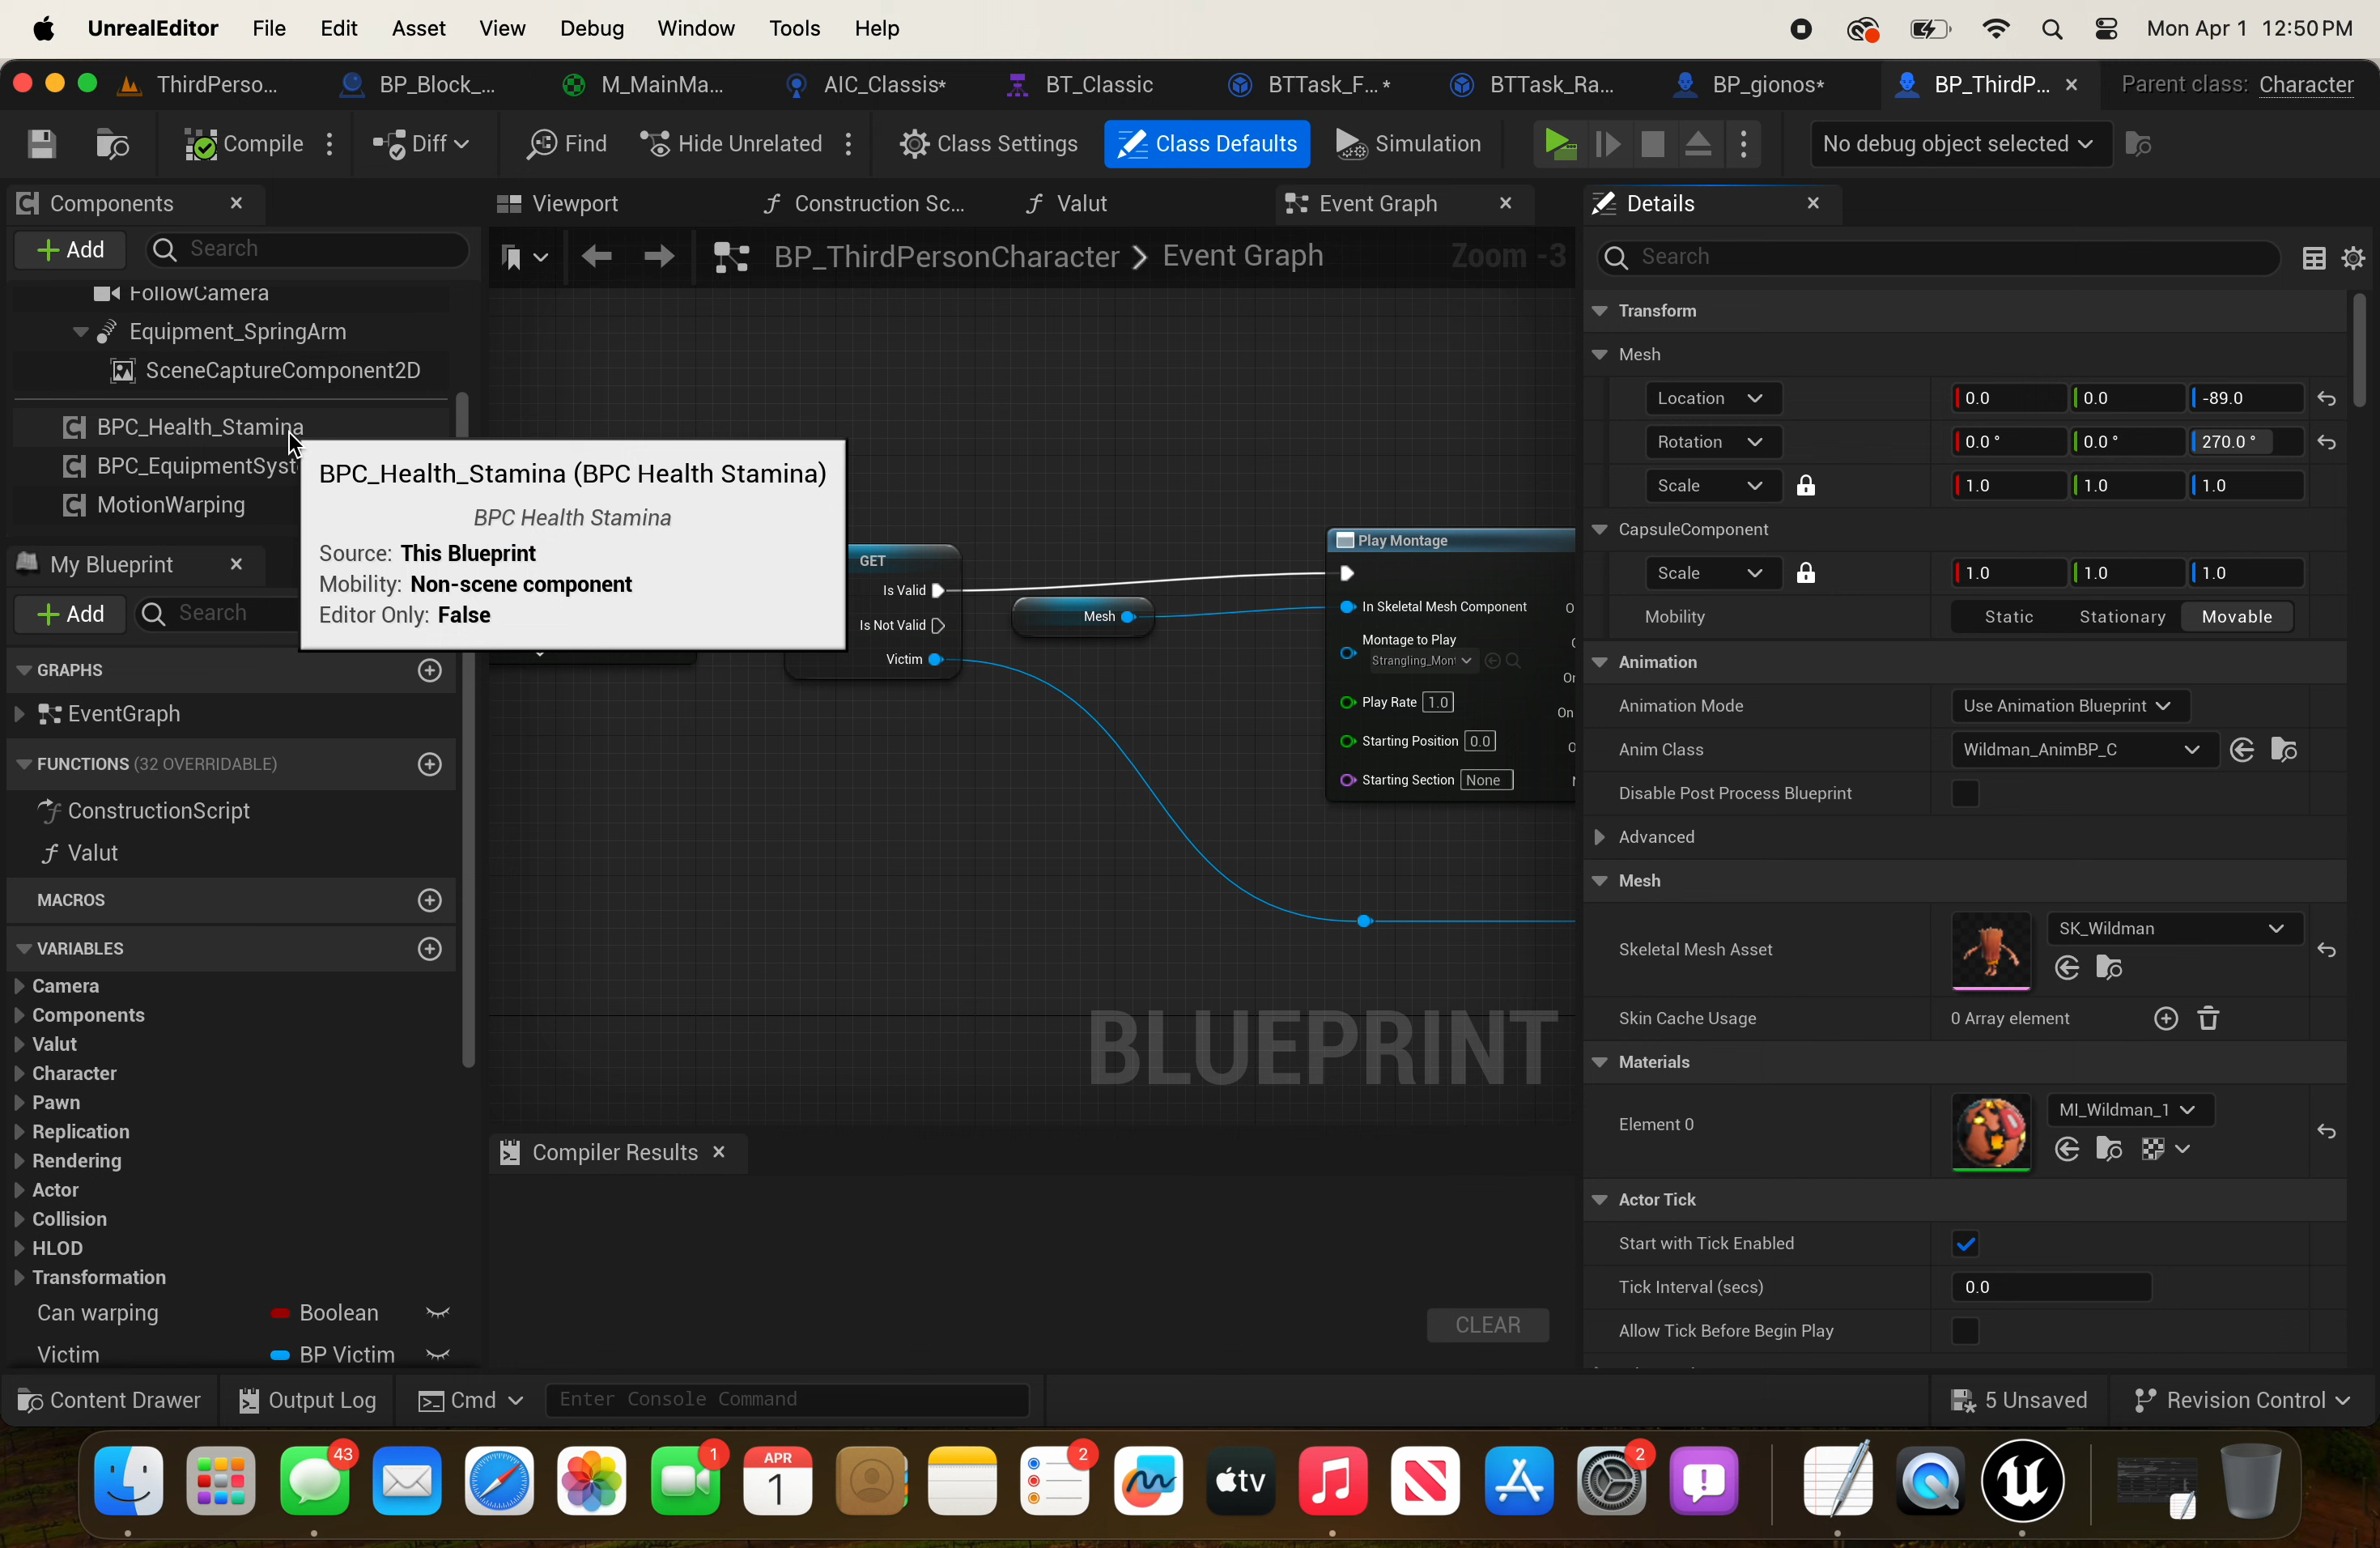 UnrealEditor File Edit Asset View Debug Window Tools Help Mon Apr 1 12:50 PM
ThirdPerso... BP_Block_... M_MainMa... AIC_Classis* BT_Classic BTTask_F...* BTTask_Ra... BP_gionos* BP_ThirdP... Parent class: Character
Compile Diff Find Hide Unrelated Class Settings Class Defaults Simulation No debug object selected
Components
Add Search
FollowCamera
Equipment_SpringArm
SceneCaptureComponent2D
BPC_Health_Stamina
BPC_EquipmentSyst
MotionWarping
BPC_Health_Stamina (BPC Health Stamina)
BPC Health Stamina
Source: This Blueprint
Mobility: Non-scene component
Editor Only: False
My Blueprint
Add Search
GRAPHS
EventGraph
FUNCTIONS (32 OVERRIDABLE)
ConstructionScript
Valut
MACROS
VARIABLES
Camera
Components
Valut
Character
Pawn
Replication
Rendering
Actor
Collision
HLOD
Transformation
Can warping Boolean
Victim BP Victim
Viewport Construction Sc... Valut Event Graph
BP_ThirdPersonCharacter > Event Graph Zoom -3
GET
Is Valid
Is Not Valid
Victim
Mesh
Play Montage
In Skeletal Mesh Component
Montage to Play
Strangling_Mont
Play Rate 1.0
Starting Position 0.0
Starting Section None
On
On
BLUEPRINT
Compiler Results
CLEAR
Details
Search
Transform
Mesh
Location 0.0 0.0 -89.0
Rotation 0.0° 0.0° 270.0°
Scale 1.0 1.0 1.0
CapsuleComponent
Scale 1.0 1.0 1.0
Mobility Static Stationary Movable
Animation
Animation Mode Use Animation Blueprint
Anim Class Wildman_AnimBP_C
Disable Post Process Blueprint
Advanced
Mesh
Skeletal Mesh Asset SK_Wildman
Skin Cache Usage 0 Array element
Materials
Element 0 MI_Wildman_1
Actor Tick
Start with Tick Enabled
Tick Interval (secs) 0.0
Allow Tick Before Begin Play
Content Drawer Output Log Cmd Enter Console Command 5 Unsaved Revision Control
43 1 APR 1 2 tv 2